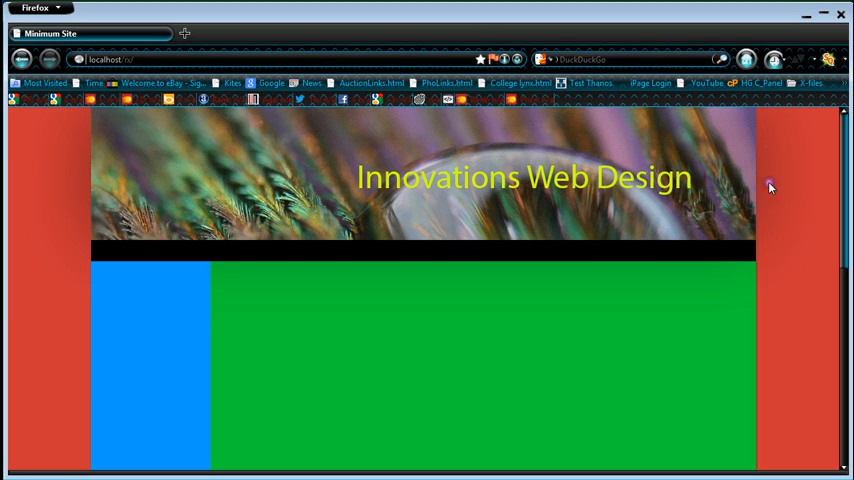 Firefox
Minimum Site
localhost/rx/
DuckDuckGo
Most Visited Time Welcome to eBay - Sig... Kites Google News AuctionLinks.html PhoLinks.html College lynx.html Test Thanos iPage Login YouTube HG C_Panel X-files
Innovations Web Design